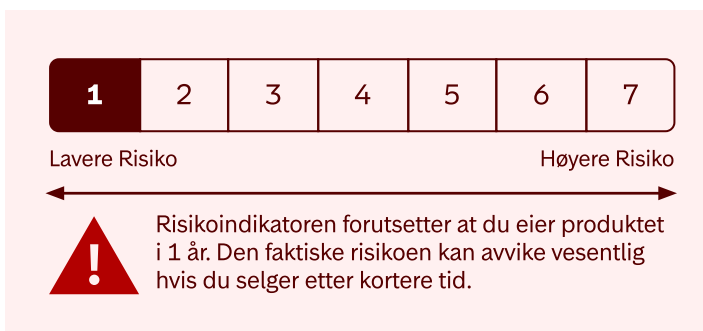 1 2 3 4 5 6 7
Lavere Risiko Høyere Risiko
!
Risikoindikatoren forutsetter at du eier produktet
i 1 år. Den faktiske risikoen kan avvike vesentlig
hvis du selger etter kortere tid.